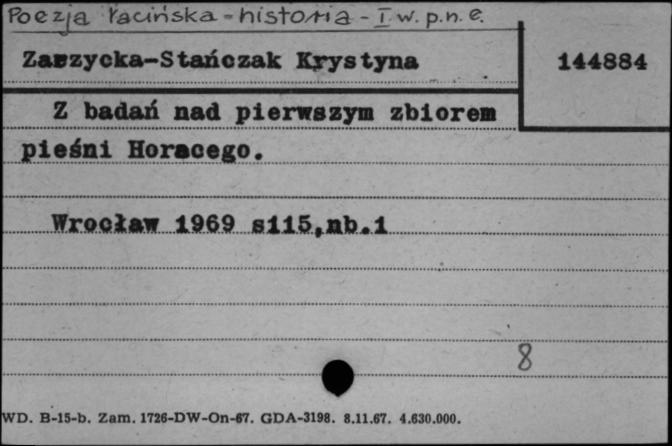 Poezja łacińska - historia - I w. p.n.e.
Zarzycka-Stańczak Krystyna
144884
Z badań nad pierwszym zbiorem
pieśni Horacego.
Wrocław 1969 s115,nb.1
8
WD. B-15-b. Zam. 1726-DW-On-67. GDA-3198. 8.11.67. 4.630.000.